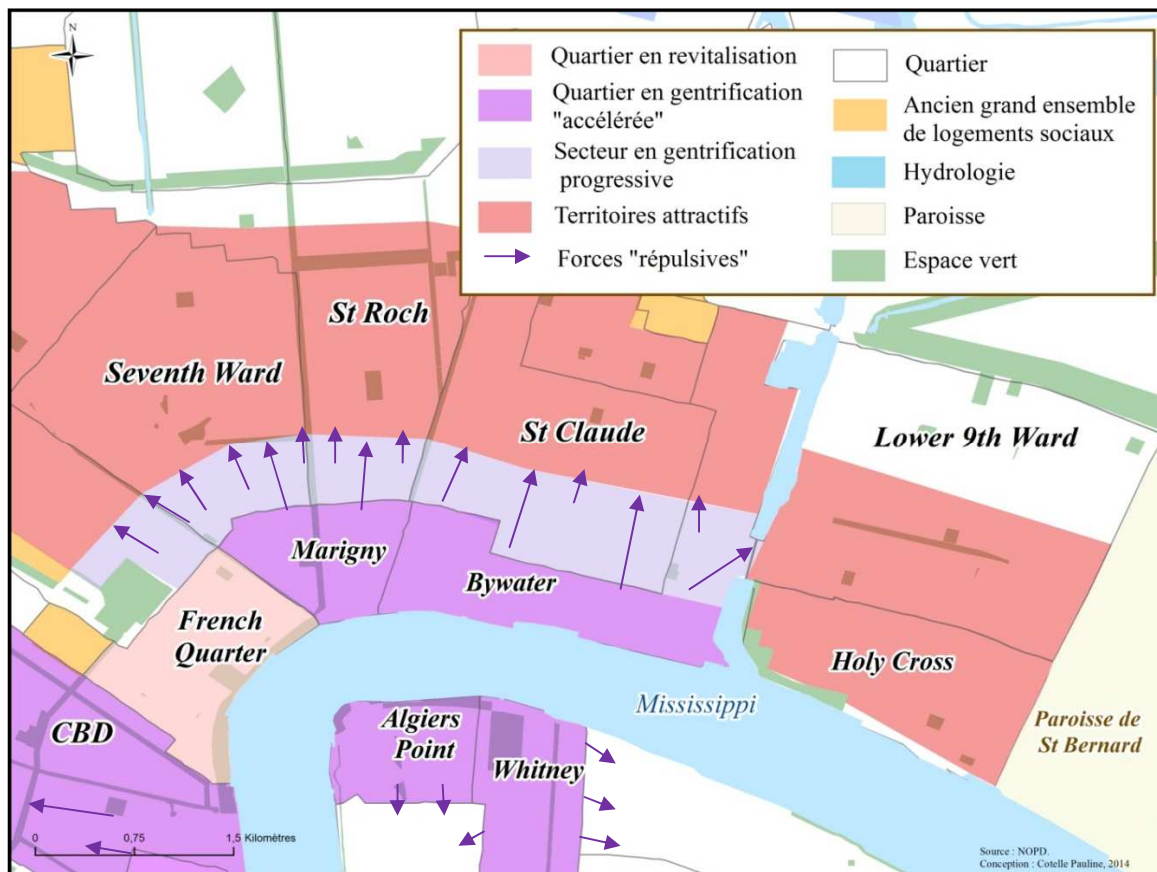 N
Quartier en revitalisation
Quartier en gentrification
"accélérée"
Secteur en gentrification
progressive
Territoires attractifs
Forces "répulsives"
Quartier
Ancien grand ensemble
de logements sociaux
Hydrologie
Paroisse
Espace vert
St Roch
Seventh Ward
St Claude
Lower 9th Ward
Marigny
Bywater
French
Quarter
Holy Cross
CBD
Algiers
Point
Whitney
Mississippi
Paroisse de
St Bernard
0 0,75 1,5 Kilomètres
Source : NOPD.
Conception : Cotelle Pauline, 2014